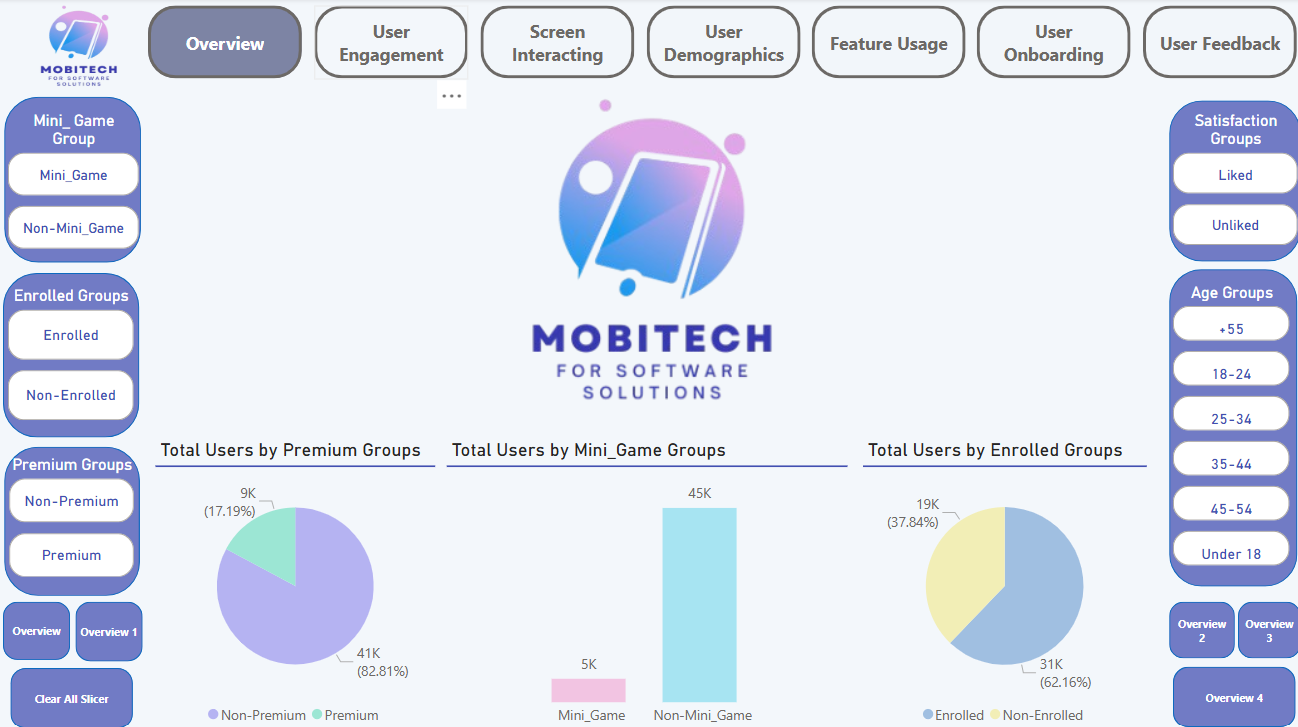 MOBITECH
FOR SOFTWARE
SOLUTIONS
Overview
User
Engagement
Screen
Interacting
User
Demographics
Feature Usage
User
Onboarding
User Feedback
...
Mini_ Game
Group
Mini_Game
Non-Mini_Game
Enrolled Groups
Enrolled
Non-Enrolled
Premium Groups
Non-Premium
Premium
Overview
Overview 1
Clear All Slicer
MOBITECH
FOR SOFTWARE
SOLUTIONS
Total Users by Premium Groups
9K
(17.19%)
41K
(82.81%)
Non-Premium
Premium
Total Users by Mini_Game Groups
45K
5K
Mini_Game
Non-Mini_Game
Total Users by Enrolled Groups
19K
(37.84%)
31K
(62.16%)
Enrolled
Non-Enrolled
Satisfaction
Groups
Liked
Unliked
Age Groups
+55
18-24
25-34
35-44
45-54
Under 18
Overview
2
Overview
3
Overview 4